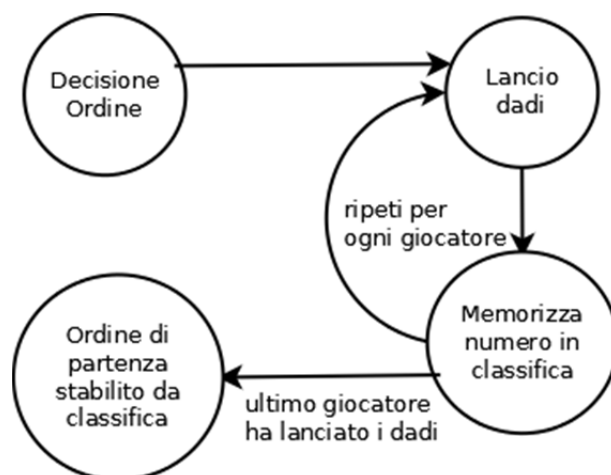 Decisione
Ordine
Lancio
dadi
ripeti per
ogni giocatore
Memorizza
numero in
classifica
Ordine di
partenza
stabilito da
classifica
ultimo giocatore
ha lanciato i dadi